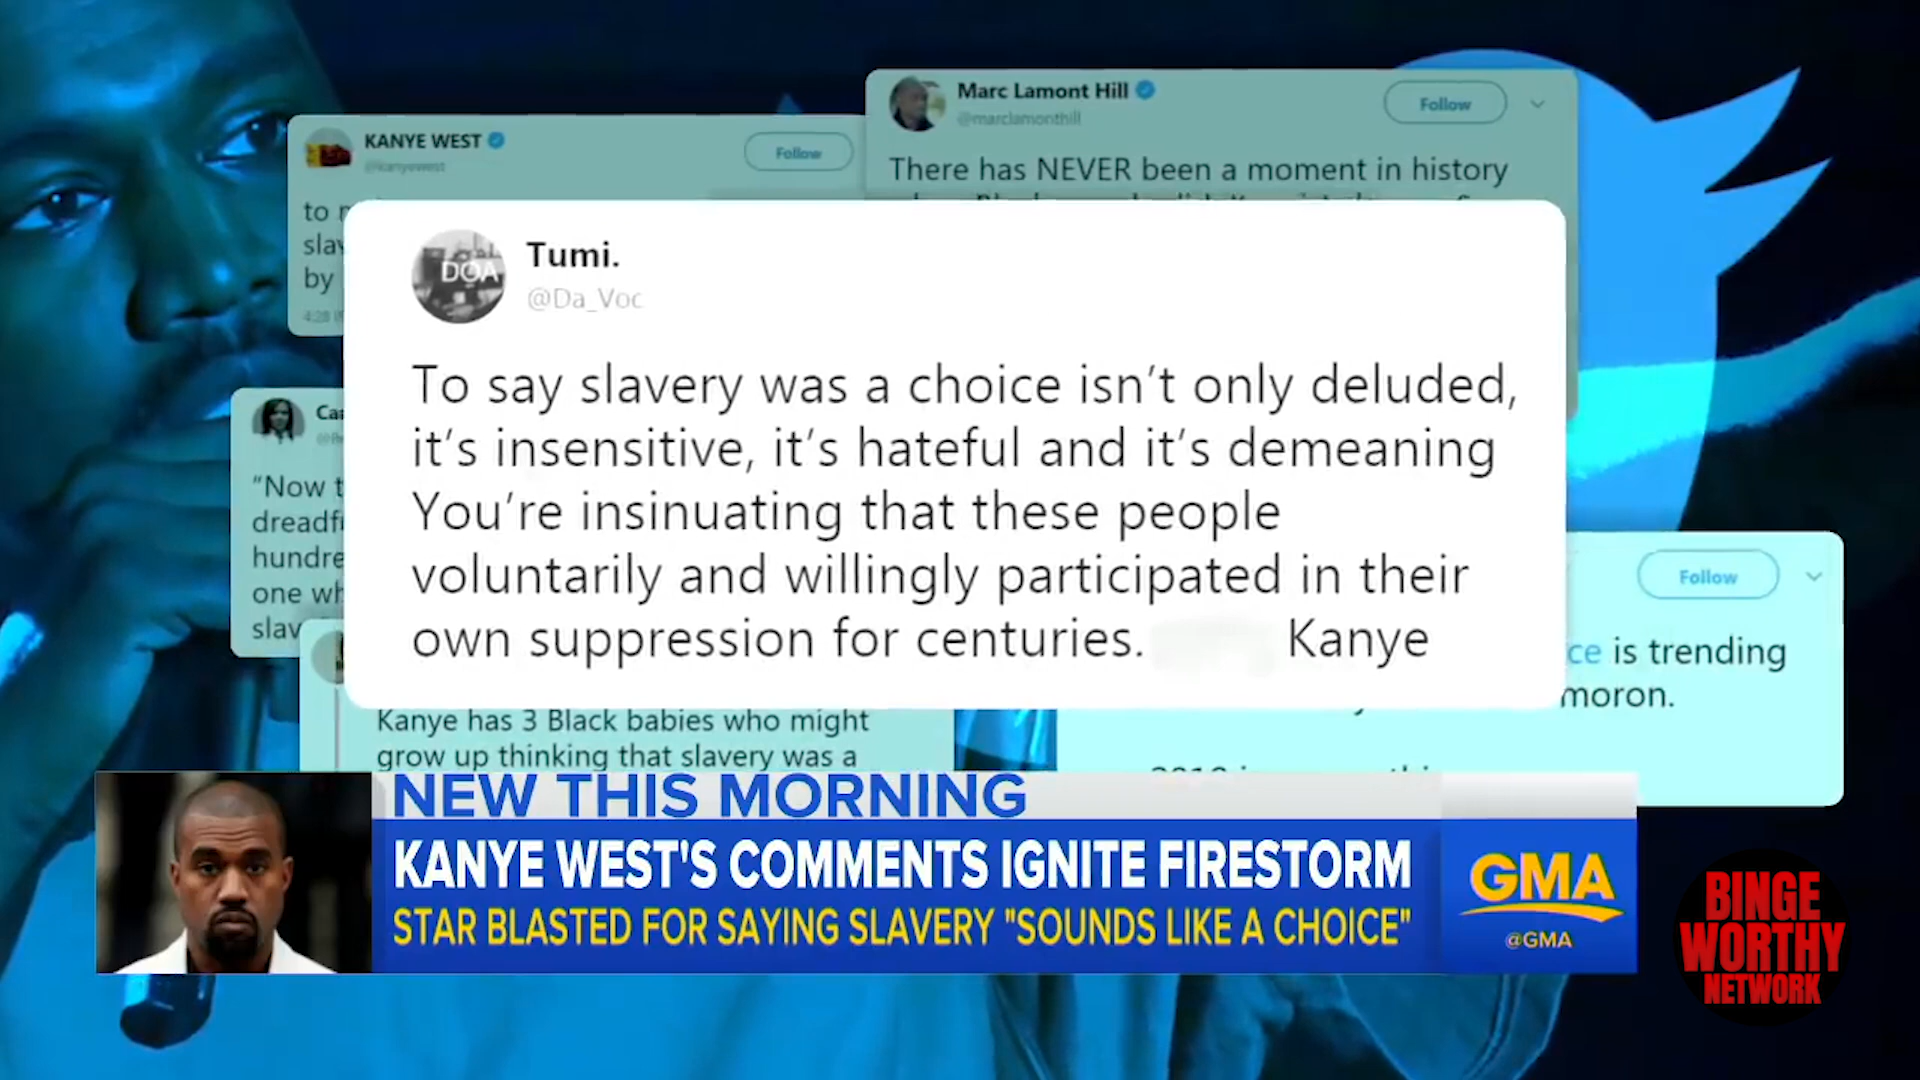 KANYE WEST
@kanyewest
Follow
to
slav
by
4:28
Marc Lamont Hill
@marclamonthill
Follow
There has NEVER been a moment in history
DOA
Tumi.
@Da_Voc
To say slavery was a choice isn't only deluded,
it's insensitive, it's hateful and it's demeaning
You're insinuating that these people
voluntarily and willingly participated in their
own suppression for centuries. Kanye
"Now
dreadf
hundre
one wh
slav
Follow
ce is trending
moron.
Kanye has 3 Black babies who might
grow up thinking that slavery was a
NEW THIS MORNING
KANYE WEST'S COMMENTS IGNITE FIRESTORM
STAR BLASTED FOR SAYING SLAVERY "SOUNDS LIKE A CHOICE"
GMA
@GMA
BINGE
WORTHY
NETWORK